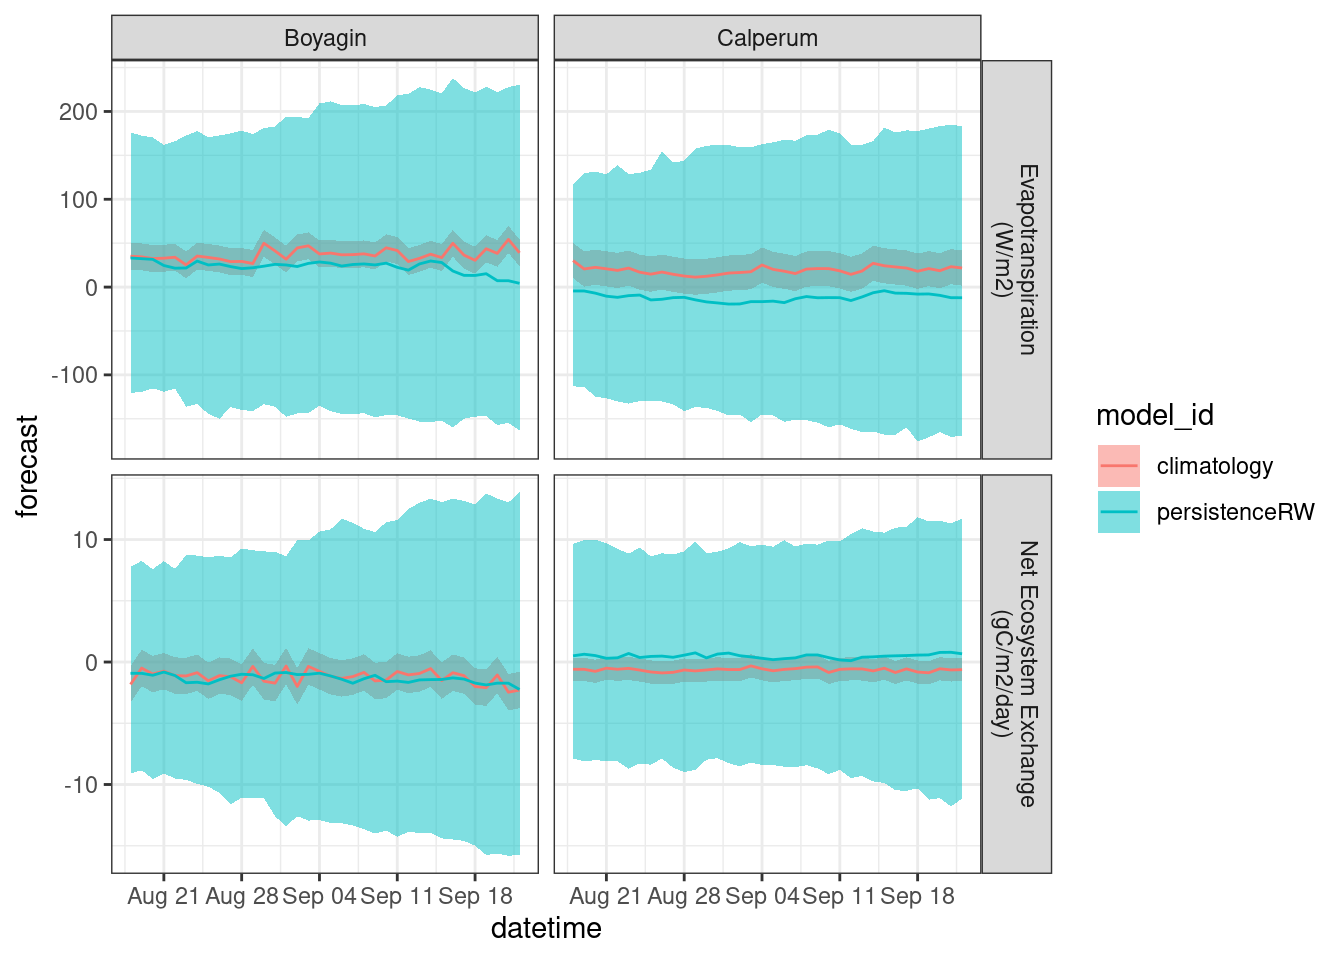 Boyagin
Calperum
200
100
0
-100
Evapotranspiration
(W/m2)
10
0
-10
Net Ecosystem Exchange
(gC/m2/day)
forecast
Aug 21 Aug 28 Sep 04 Sep 11 Sep 18
Aug 21 Aug 28 Sep 04 Sep 11 Sep 18
datetime
model_id
climatology
persistenceRW